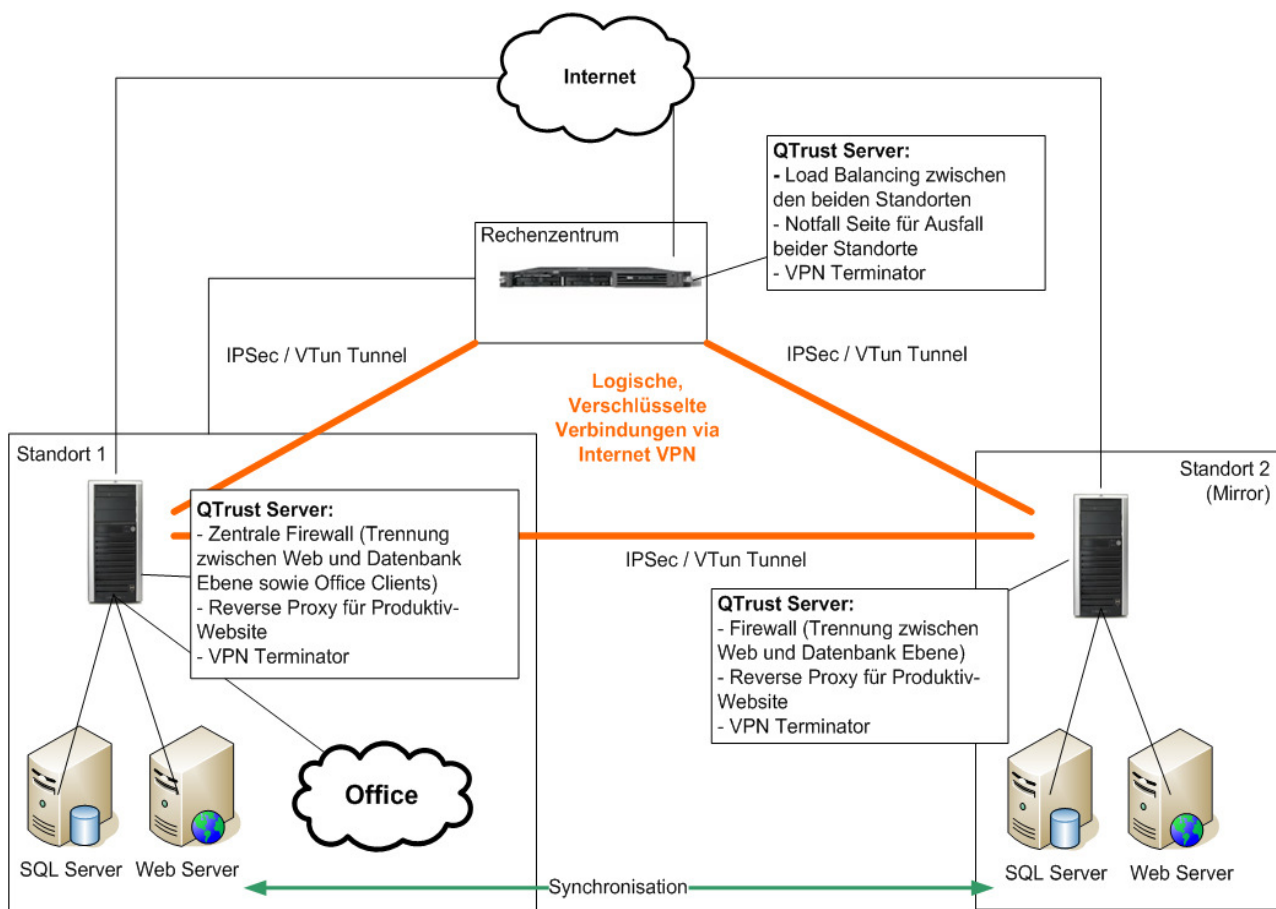 Internet
QTrust Server:
- Load Balancing zwischen
den beiden Standorten
- Notfall Seite für Ausfall
beider Standorte
- VPN Terminator
Rechenzentrum
IPSec / VTun Tunnel
IPSec / VTun Tunnel
Logische,
Verschlüsselte
Verbindungen via
Internet VPN
Standort 1
QTrust Server:
- Zentrale Firewall (Trennung
zwischen Web und Datenbank
Ebene sowie Office Clients)
- Reverse Proxy für Produktiv-
Website
- VPN Terminator
Standort 2
(Mirror)
IPSec / VTun Tunnel
QTrust Server:
- Firewall (Trennung zwischen
Web und Datenbank Ebene)
- Reverse Proxy für Produktiv-
Website
- VPN Terminator
Office
SQL Server
Web Server
SQL Server
Web Server
Synchronisation